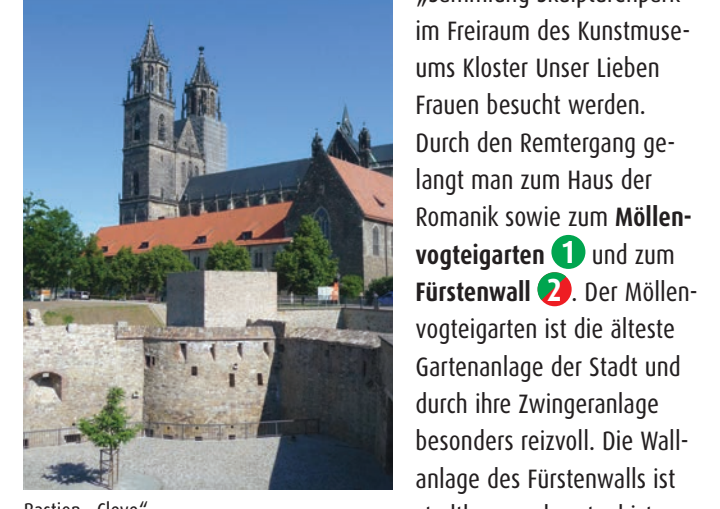 im Freiraum des Kunstmuse-
ums Kloster Unser Lieben
Frauen besucht werden.
Durch den Remtergang ge-
langt man zum Haus der
Romanik sowie zum Möllen-
vogteigarten 1 und zum
Fürstenwall 2. Der Möllen-
vogteigarten ist die älteste
Gartenanlage der Stadt und
durch ihre Zwingeranlage
besonders reizvoll. Die Wall-
anlage des Fürstenwalls ist
Bastion „Cleve“